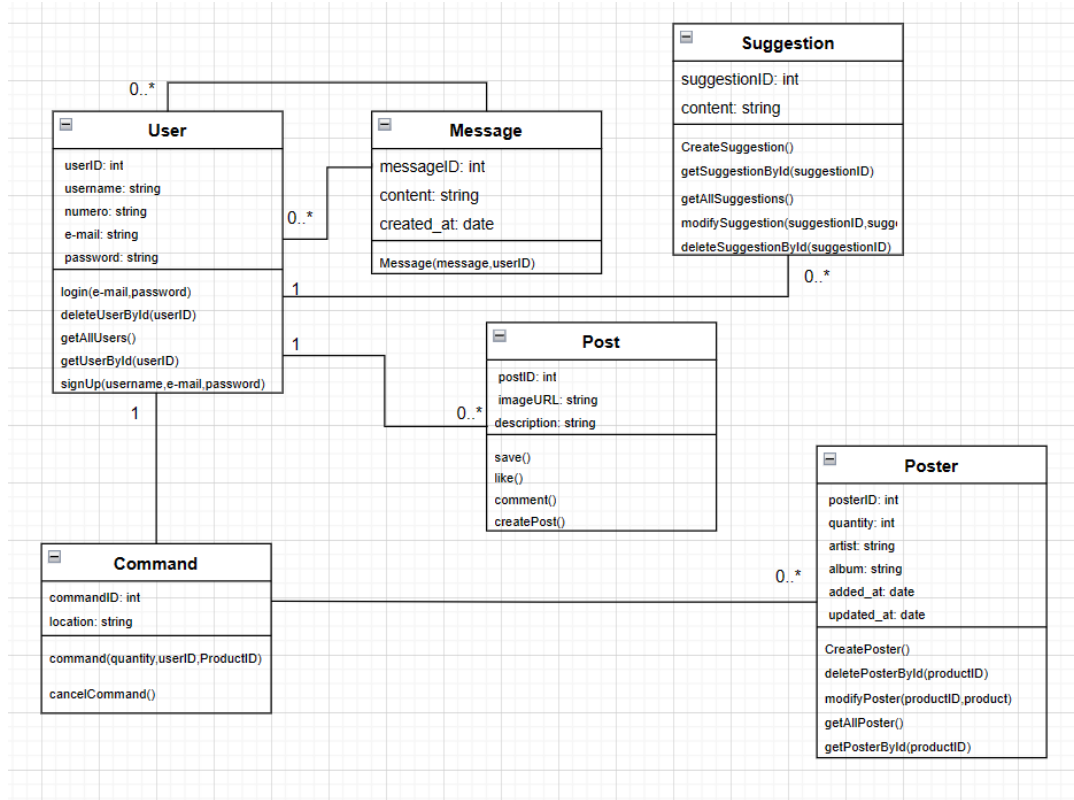 Suggestion
suggestionID: int
content: string
CreateSuggestion()
getSuggestionById(suggestionID)
getAllSuggestions()
modifySuggestion(suggestionID,sugg
deleteSuggestionById(suggestionID)
0..*
0..*
User
userID: int
username: string
numero: string
e-mail: string
password: string
login(e-mail,password)
deleteUserById(userID)
getAllUsers()
getUserById(userID)
signUp(username,e-mail,password)
0..*
1
1
1
Message
messageID: int
content: string
created_at: date
Message(message,userID)
Post
postID: int
imageURL: string
description: string
save()
like()
comment()
createPost()
0..*
Poster
posterID: int
quantity: int
artist: string
album: string
added_at: date
updated_at: date
CreatePoster()
deletePosterById(productID)
modifyPoster(productID,product)
getAllPoster()
getPosterById(productID)
0..*
Command
commandID: int
location: string
command(quantity,userID,ProductID)
cancelCommand()